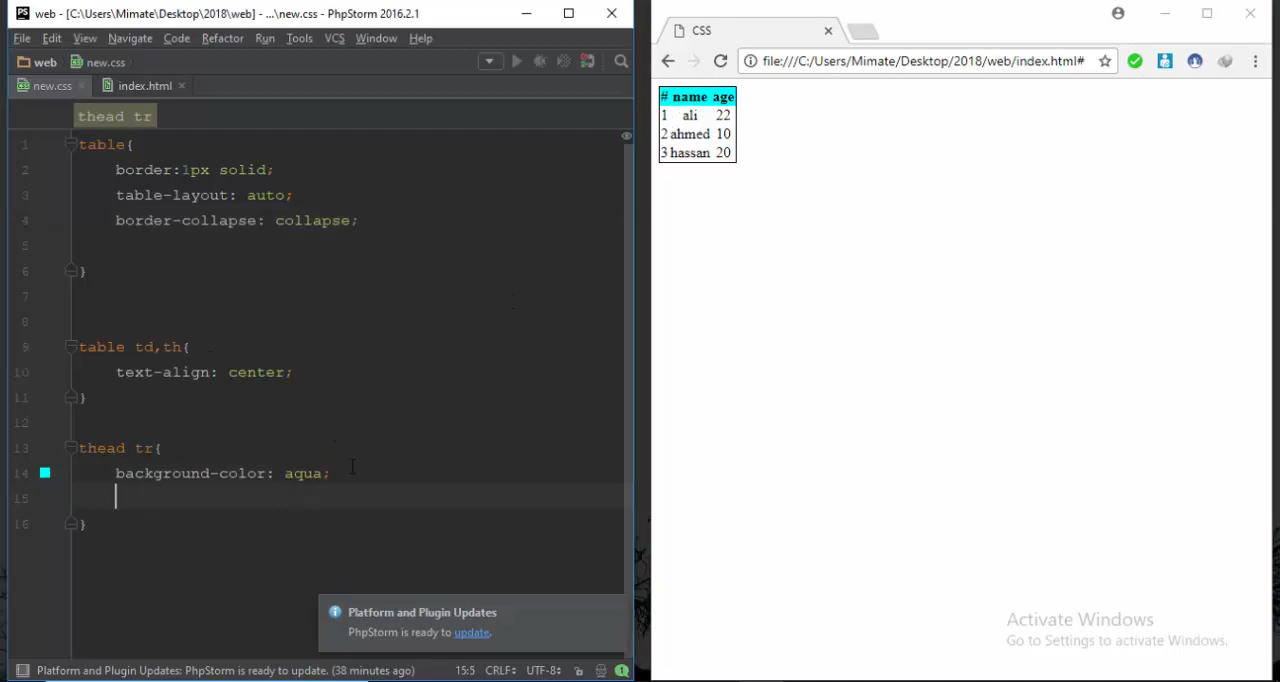 web - [C:\Users\Mimate\Desktop\2018\web] - ...\new.css - PhpStorm 2016.2.1
File Edit View Navigate Code Refactor Run Tools VCS Window Help
web new.css
new.css index.html
thead tr
1 table{
2 border:1px solid;
3 table-layout: auto;
4 border-collapse: collapse;
5
6 }
7
8
9 table td,th{
10 text-align: center;
11 }
12
13 thead tr{
14 background-color: aqua;
15
16 }
Platform and Plugin Updates
PhpStorm is ready to update.
Platform and Plugin Updates: PhpStorm is ready to update. (38 minutes ago) 15:5 CRLF UTF-8 1
CSS
file:///C:/Users/Mimate/Desktop/2018/web/index.html#
# name age
1 ali 22
2 ahmed 10
3 hassan 20
Activate Windows
Go to Settings to activate Windows.